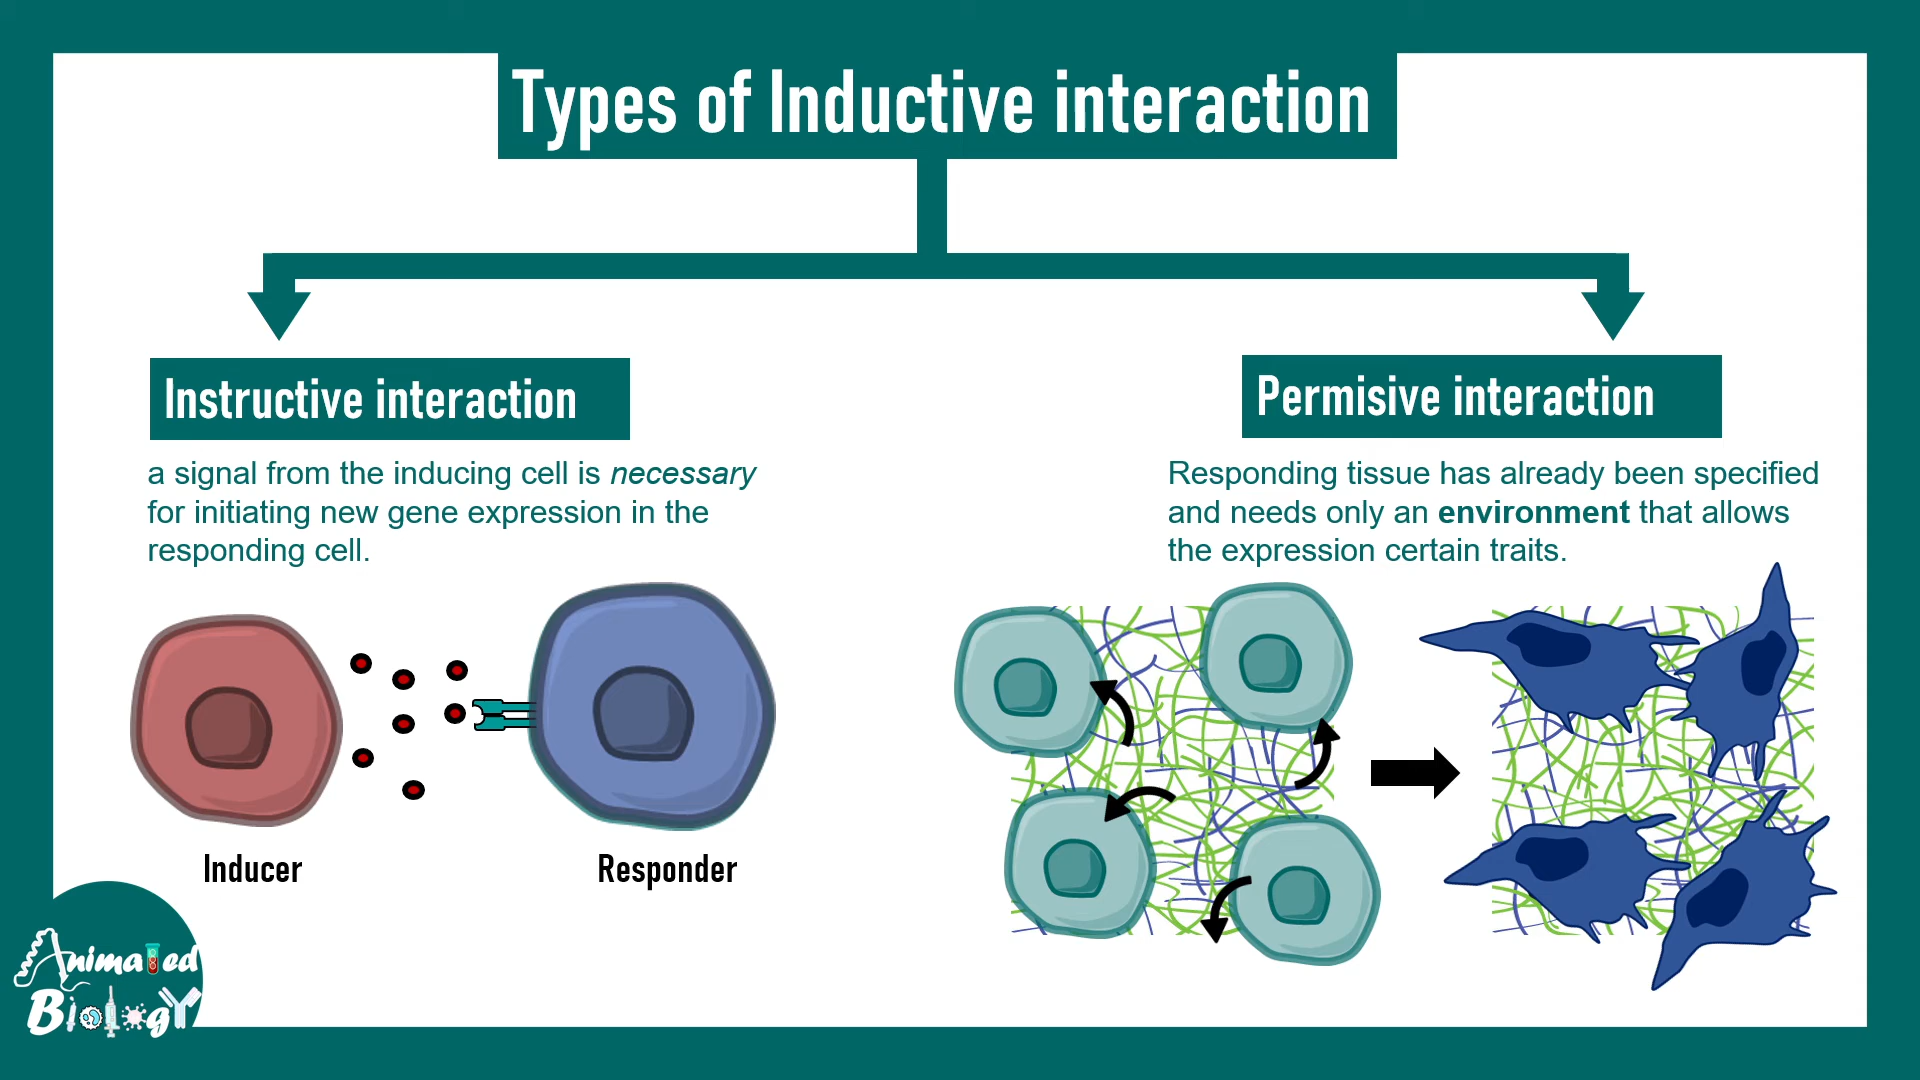 Types of Inductive interaction
Instructive interaction
a signal from the inducing cell is necessary
for initiating new gene expression in the
responding cell.
Inducer
Responder
Permisive interaction
Responding tissue has already been specified
and needs only an environment that allows
the expression certain traits.
Animated
Biology